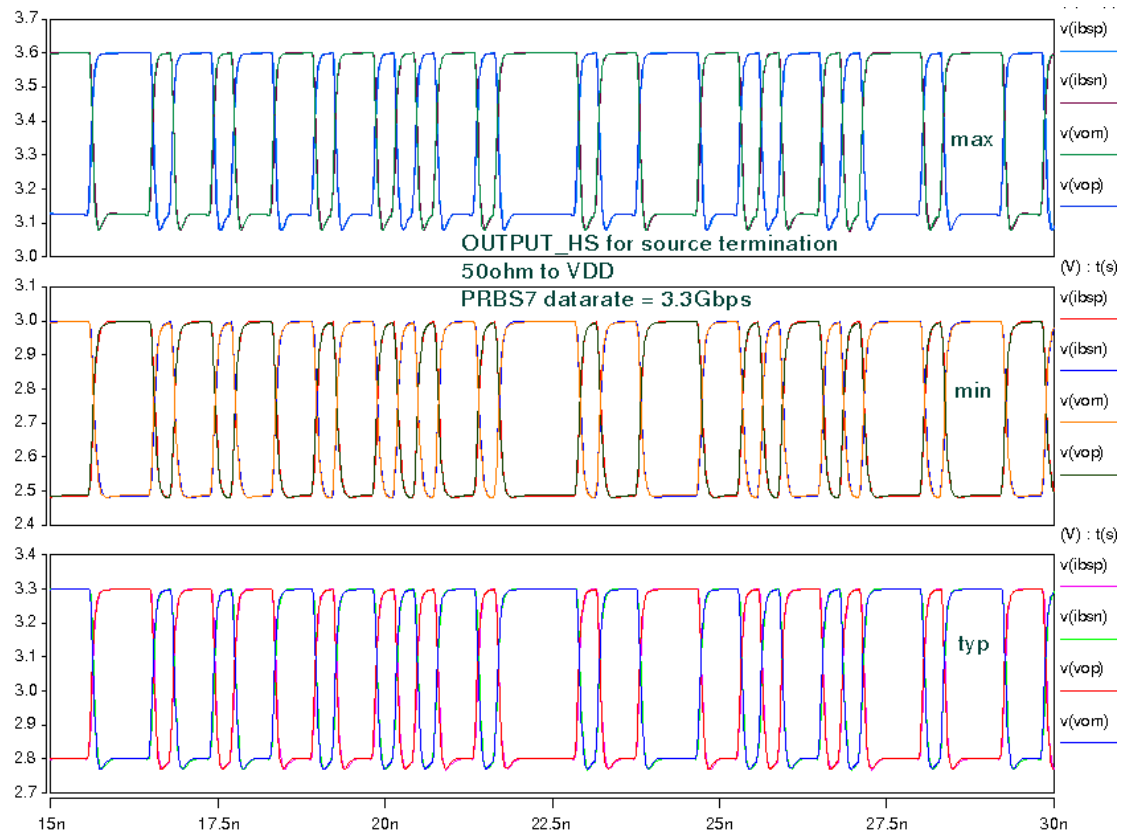 3.7
v(ibsp)
3.6
v(ibsn)
3.5
3.4
v(vom)
3.3
max
v(vop)
3.2
3.1
3.0
OUTPUT_HS for source termination
50ohm to VDD
PRBS7 datarate = 3.3Gbps
(V) : t(s)
3.1
v(ibsp)
3.0
v(ibsn)
2.9
2.8
v(vom)
2.7
min
v(vop)
2.6
2.5
2.4
(V) : t(s)
3.4
v(ibsp)
3.3
v(ibsn)
3.2
3.1
typ
v(vop)
3.0
2.9
v(vom)
2.8
2.7
15n 17.5n 20n 22.5n 25n 27.5n 30n